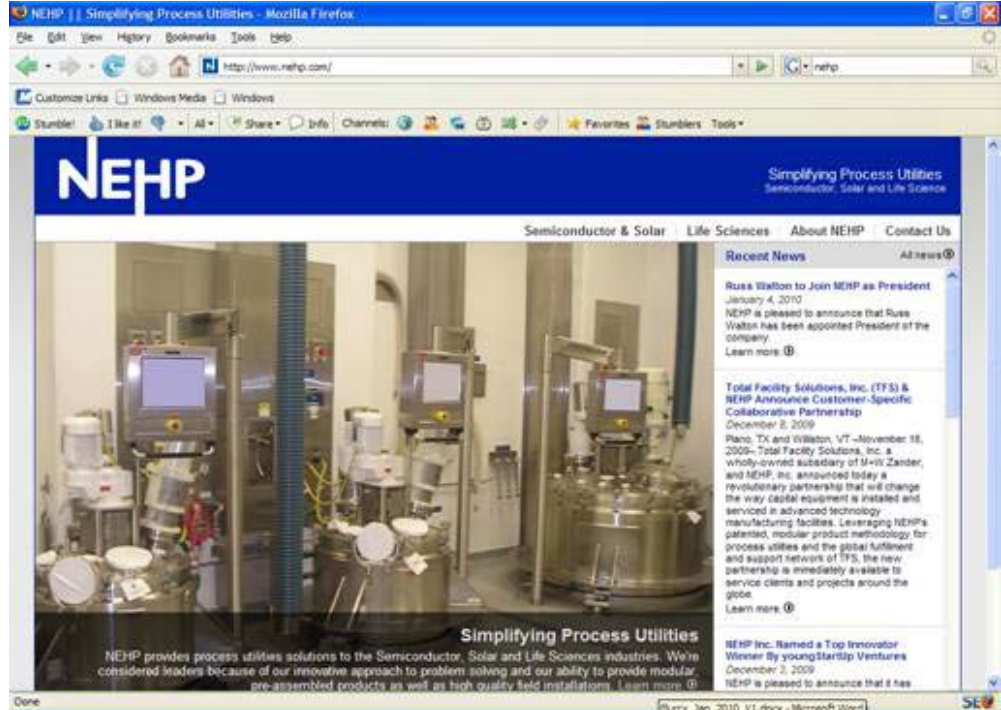 NEHP || Simplifying Process Utilities - Mozilla Firefox
File Edit View History Bookmarks Tools Help
http://www.nehp.com/
nehp
Customize Links Windows Media Windows
Stumble! I like it! All Share Info Channels: Favorites Stumblers Tools
NEHP
Simplifying Process Utilities
Semiconductor, Solar and Life Science
Semiconductor & Solar Life Sciences About NEHP Contact Us
Recent News All news
Russ Walton to Join NEHP as President
January 4, 2010
NEHP is pleased to announce that Russ
Walton has been appointed President of the
company.
Learn more
Total Facility Solutions, Inc. (TFS) &
NEHP Announce Customer-Specific
Collaborative Partnership
December 8, 2009
Plano, TX and Williston, VT –November 18,
2009– Total Facility Solutions, Inc. a
wholly-owned subsidiary of M+W Zander,
and NEHP, Inc. announced today a
revolutionary partnership that will change
the way capital equipment is installed and
serviced in advanced technology
manufacturing facilities. Leveraging NEHP's
patented, modular product methodology for
process utilities and the global fulfillment
and support network of TFS, the new
partnership is immediately available to
service clients and projects around the
globe.
Learn more
NEHP Inc. Named a Top Innovator
Winner By youngStartUp Ventures
December 3, 2009
NEHP is pleased to announce that it has
Simplifying Process Utilities
NEHP provides process utilities solutions to the Semiconductor, Solar and Life Sciences industries. We're
considered leaders because of our innovative approach to problem solving and our ability to provide modular,
pre-assembled products as well as high quality field installations. Learn more
Done
Jan_2010_V1.docx - Microsoft Word